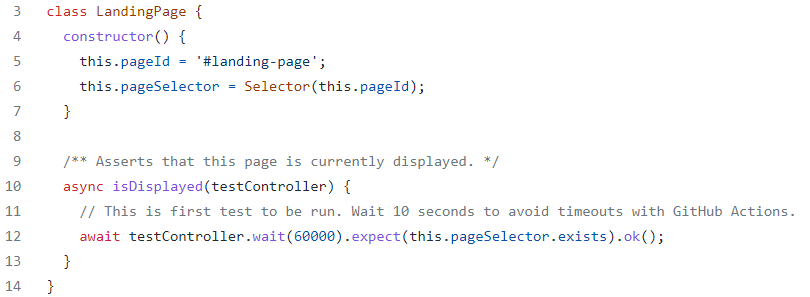 3 class LandingPage {
4 constructor() {
5 this.pageId = '#landing-page';
6 this.pageSelector = Selector(this.pageId);
7 }
8
9 /** Asserts that this page is currently displayed. */
10 async isDisplayed(testController) {
11 // This is first test to be run. Wait 10 seconds to avoid timeouts with GitHub Actions.
12 await testController.wait(60000).expect(this.pageSelector.exists).ok();
13 }
14 }